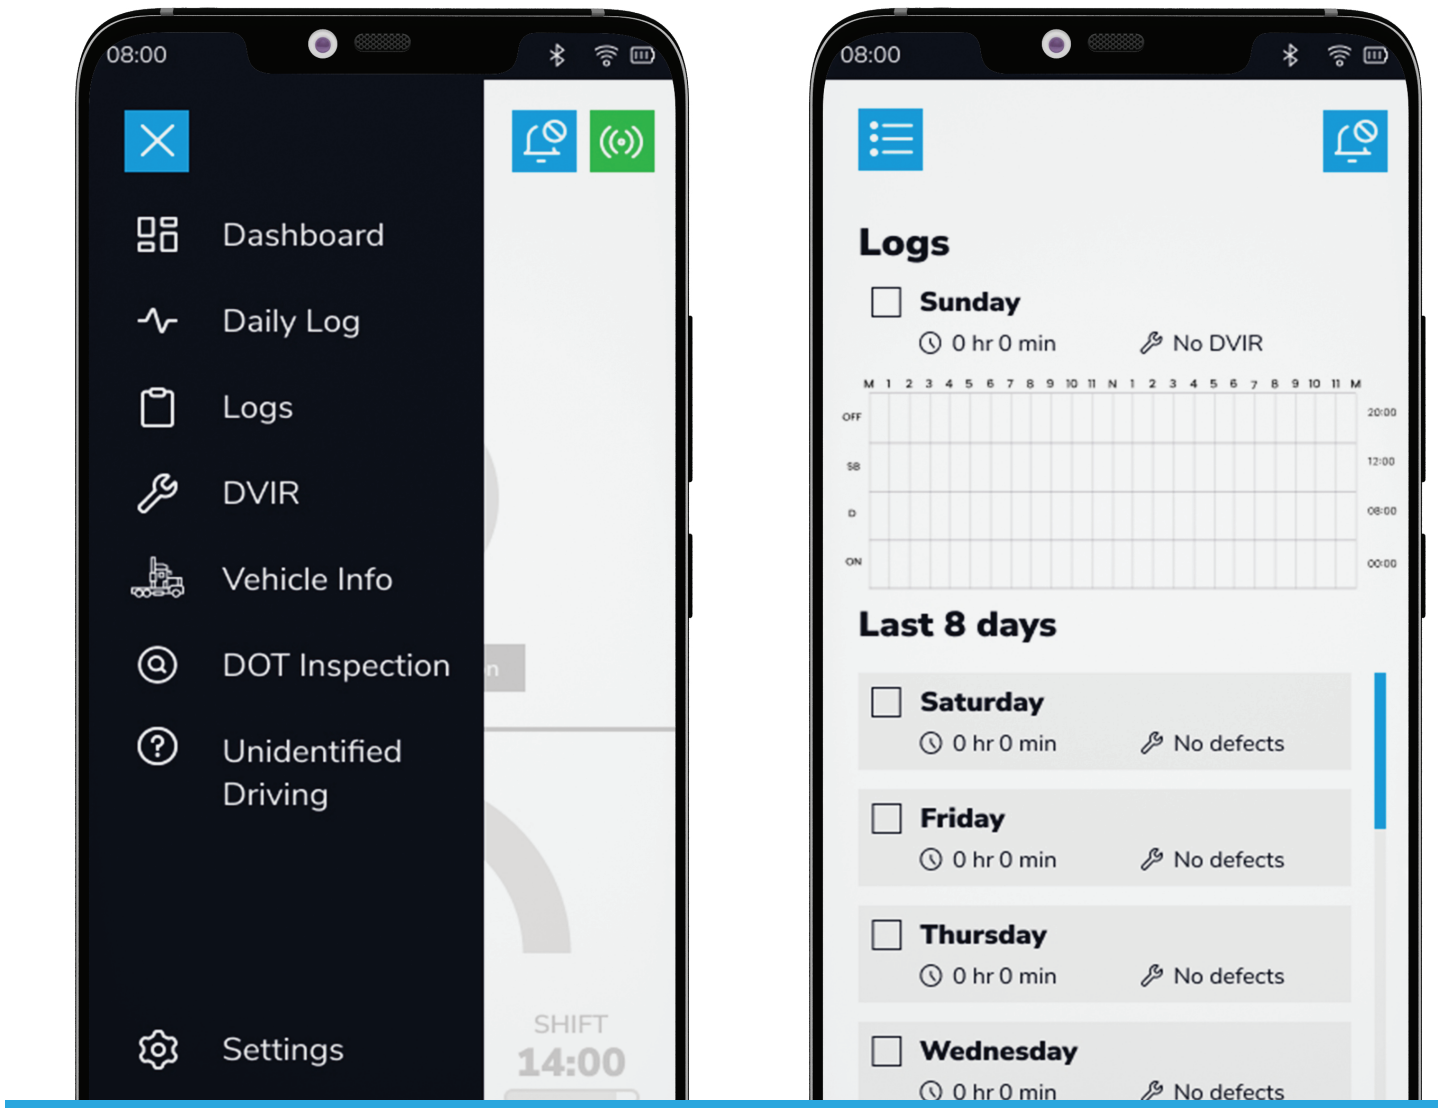 08:00
Dashboard
Daily Log
Logs
DVIR
Vehicle Info
DOT Inspection
Unidentified
Driving
Settings
n
SHIFT
14:00
08:00
Logs
Sunday
0 hr 0 min No DVIR
M 1 2 3 4 5 6 7 8 9 10 11 N 1 2 3 4 5 6 7 8 9 10 11 M
OFF 20:00
SB 12:00
D 08:00
ON 00:00
Last 8 days
Saturday
0 hr 0 min No defects
Friday
0 hr 0 min No defects
Thursday
0 hr 0 min No defects
Wednesday
0 hr 0 min No defects